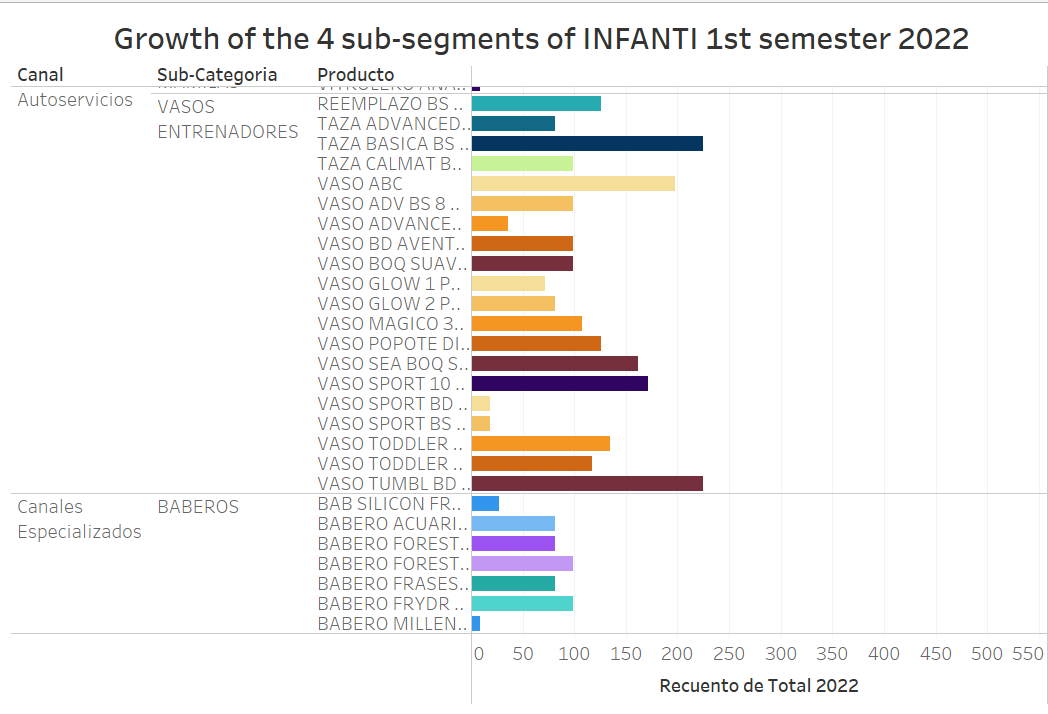 Growth of the 4 sub-segments of INFANTI 1st semester 2022
Canal Sub-Categoria Producto
Autoservicios VASOS ENTRENADORES
REEMPLAZO BS ..
TAZA ADVANCED..
TAZA BASICA BS ..
TAZA CALMAT B..
VASO ABC
VASO ADV BS 8 ..
VASO ADVANCE..
VASO BD AVENT..
VASO BOQ SUAV..
VASO GLOW 1 P..
VASO GLOW 2 P..
VASO MAGICO 3..
VASO POPOTE DI..
VASO SEA BOQ S..
VASO SPORT 10 ..
VASO SPORT BD ..
VASO SPORT BS ..
VASO TODDLER ..
VASO TODDLER ..
VASO TUMBL BD ..
Canales Especializados BABEROS
BAB SILICON FR..
BABERO ACUARI..
BABERO FOREST..
BABERO FOREST..
BABERO FRASES..
BABERO FRYDR ..
BABERO MILLEN..
0 50 100 150 200 250 300 350 400 450 500 550
Recuento de Total 2022